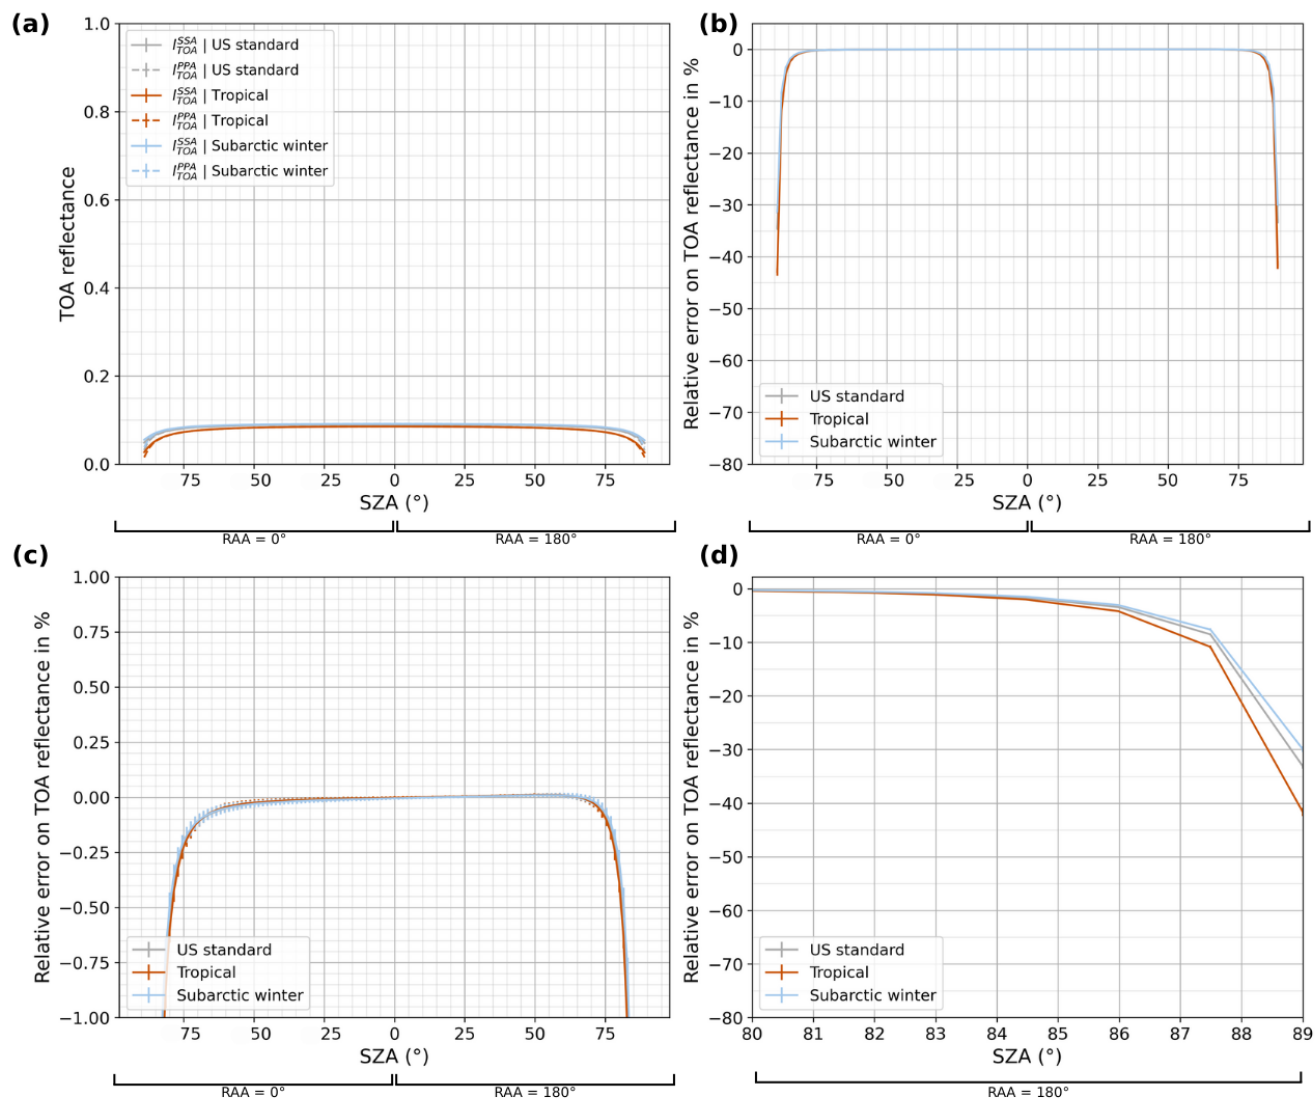 (a)
1.0
0.8
0.6
0.4
0.2
0.0
TOA reflectance
I^{SSA}_{TOA} | US standard
I^{PPA}_{TOA} | US standard
I^{SSA}_{TOA} | Tropical
I^{PPA}_{TOA} | Tropical
I^{SSA}_{TOA} | Subarctic winter
I^{PPA}_{TOA} | Subarctic winter
75 50 25 0 25 50 75
SZA (°)
RAA = 0° RAA = 180°
(b)
0
−10
−20
−30
−40
−50
−60
−70
−80
Relative error on TOA reflectance in %
US standard
Tropical
Subarctic winter
75 50 25 0 25 50 75
SZA (°)
RAA = 0° RAA = 180°
(c)
1.00
0.75
0.50
0.25
0.00
−0.25
−0.50
−0.75
−1.00
Relative error on TOA reflectance in %
US standard
Tropical
Subarctic winter
75 50 25 0 25 50 75
SZA (°)
RAA = 0° RAA = 180°
(d)
0
−10
−20
−30
−40
−50
−60
−70
−80
Relative error on TOA reflectance in %
US standard
Tropical
Subarctic winter
80 81 82 83 84 85 86 87 88 89
SZA (°)
RAA = 180°